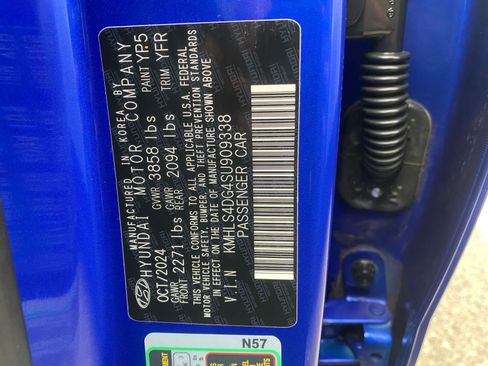 MANUFACTURED IN KOREA BY
HYUNDAI MOTOR COMPANY
OCT/2024 GVWR 3858 lbs PAINT YP5
GAWR FRONT 2271 lbs GAWR REAR 2094 lbs TRIM YFR
THIS VEHICLE CONFORMS TO ALL APPLICABLE U.S.A. FEDERAL
MOTOR VEHICLE SAFETY, BUMPER, AND THEFT PREVENTION STANDARDS
IN EFFECT ON THE DATE OF MANUFACTURE SHOWN ABOVE
V.I.N KMHLS4DG4SU909338
PASSENGER CAR
N57